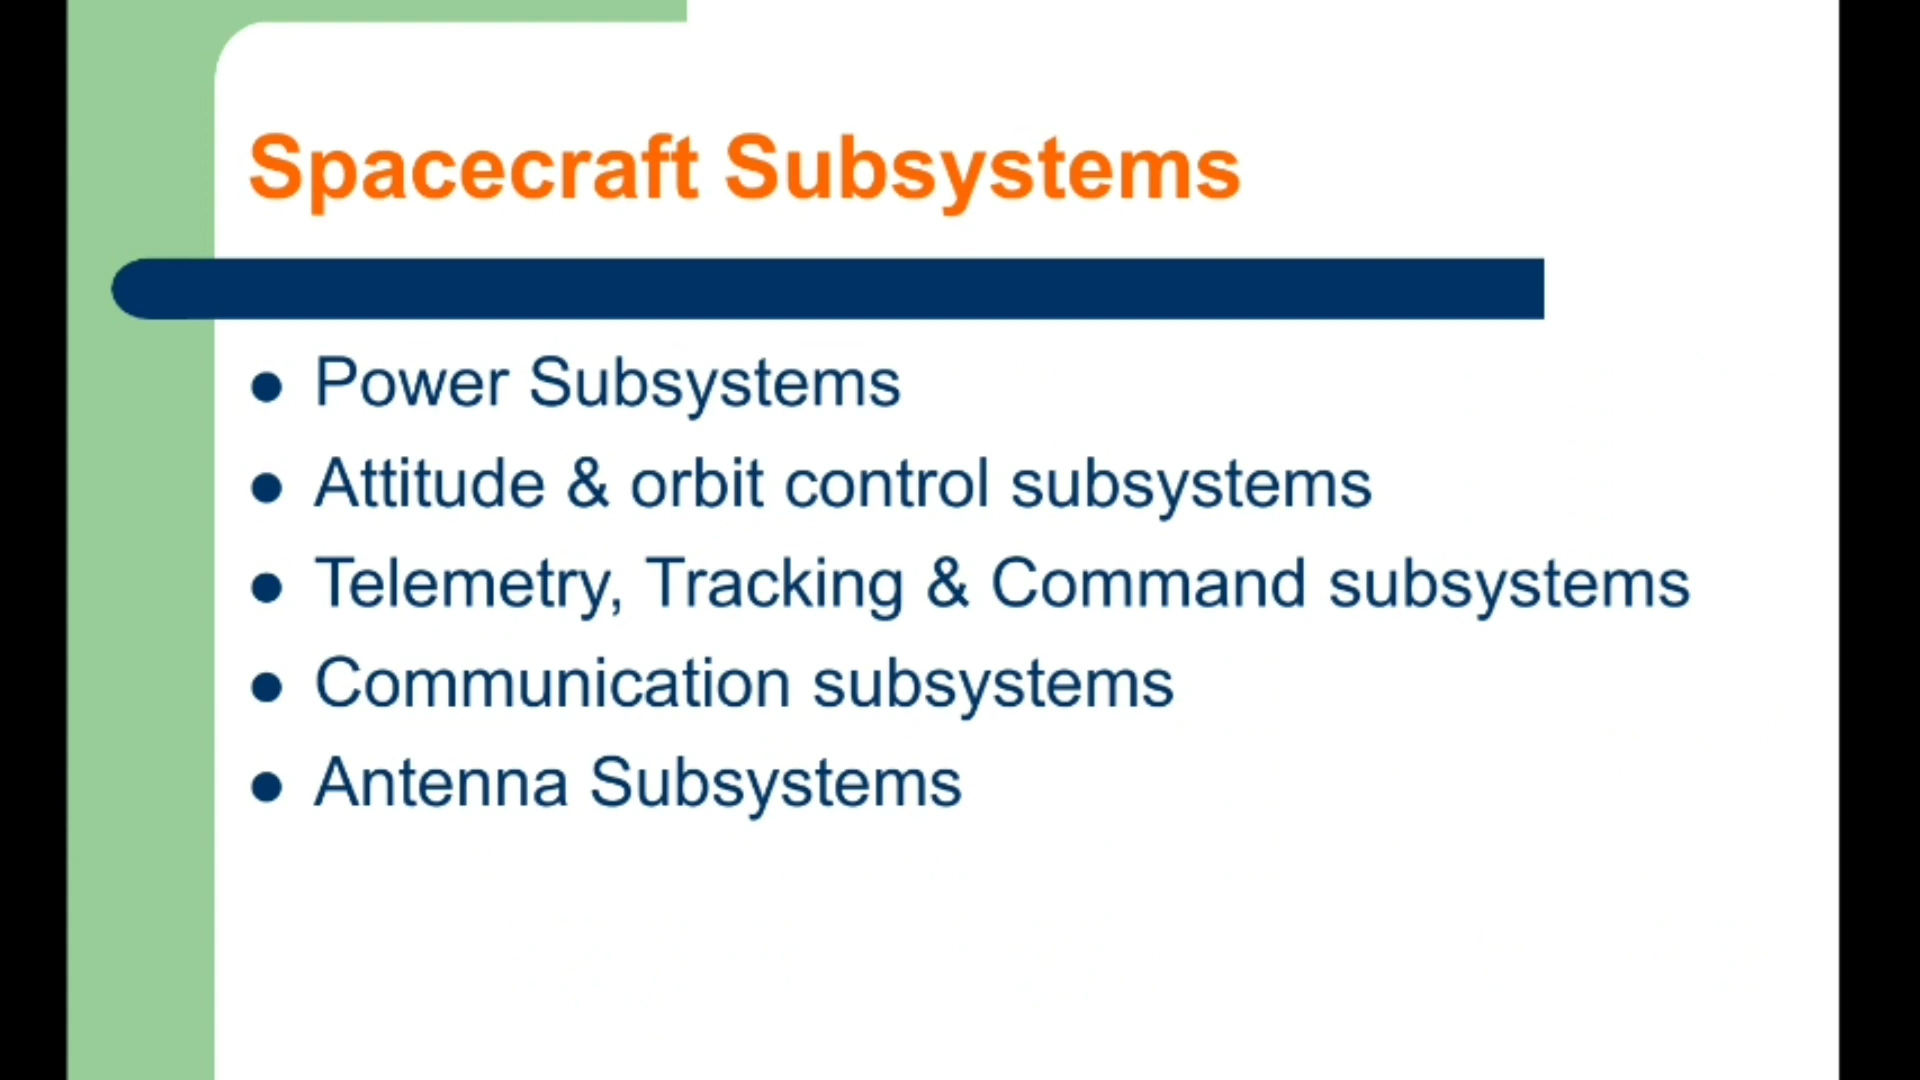 Spacecraft Subsystems
● Power Subsystems
● Attitude & orbit control subsystems
● Telemetry, Tracking & Command subsystems
● Communication subsystems
● Antenna Subsystems